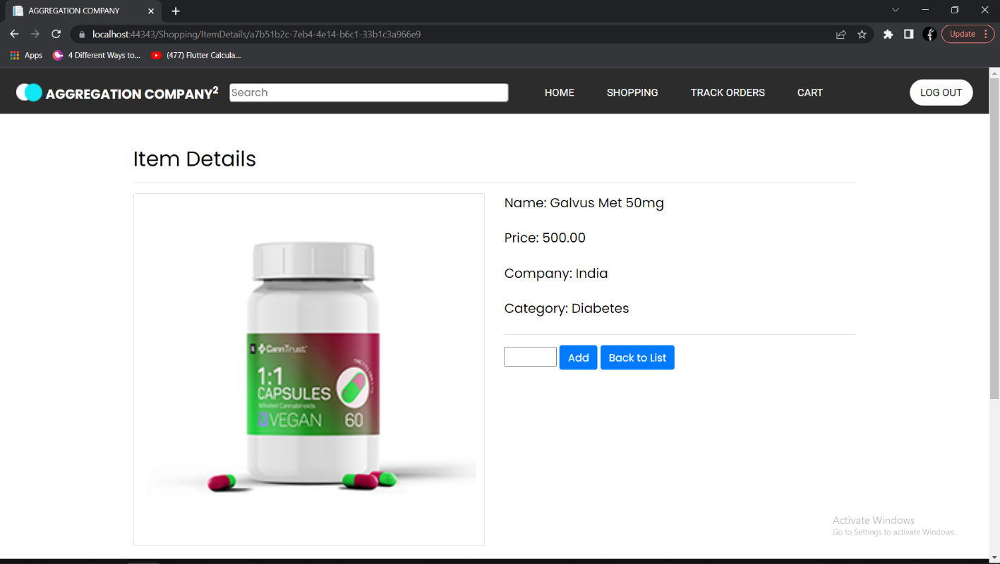 AGGREGATION COMPANY
localhost:44343/Shopping/ItemDetails/a7b51b2c-7eb4-4e14-b6c1-33b1c3a966e9
Update
Apps
4 Different Ways to...
(477) Flutter Calcula...
AGGREGATION COMPANY²
Search
HOME
SHOPPING
TRACK ORDERS
CART
LOG OUT
Item Details
Name: Galvus Met 50mg
Price: 500.00
Company: India
Category: Diabetes
Add
Back to List
CannTrust
1:1
CAPSULES
Activated Cannabinoids
VEGAN
60
Activate Windows
Go to Settings to activate Windows.